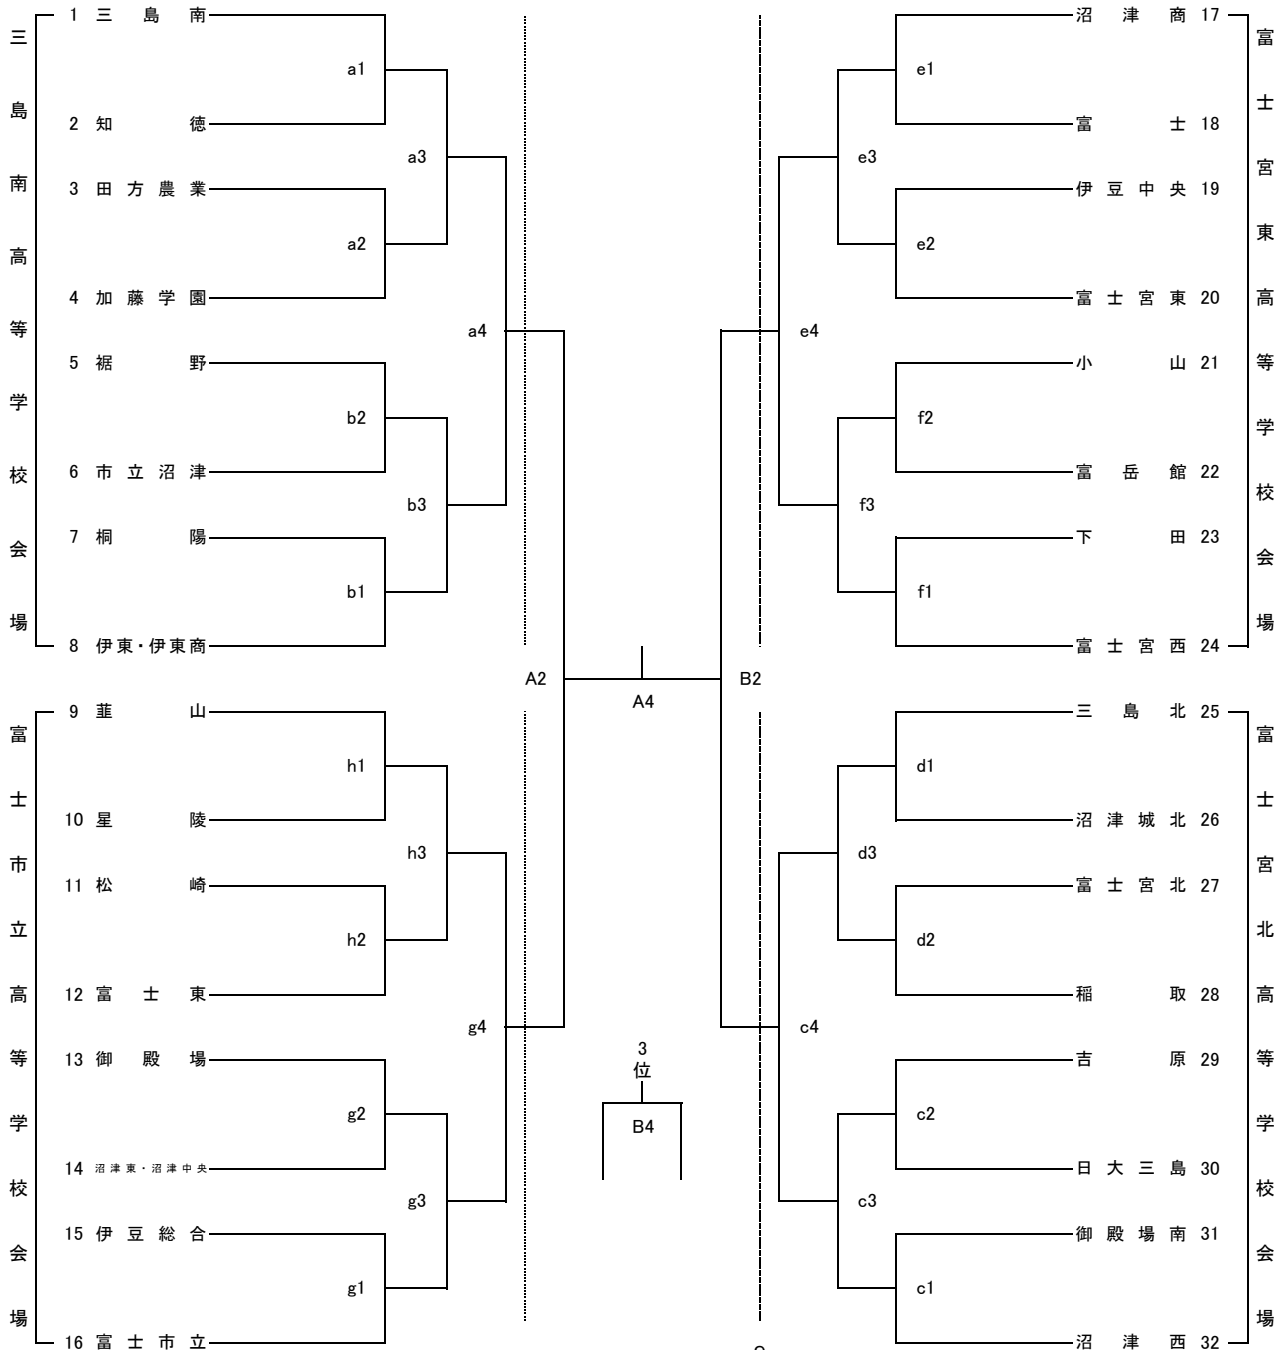 三島南高等学校会場
1 三島南
a1
2 知徳
a3
3 田方農業
a2
4 加藤学園
a4
5 裾野
b2
6 市立沼津
b3
7 桐陽
b1
8 伊東・伊東商
A2
富士市立高等学校会場
9 韮山
h1
10 星陵
h3
11 松崎
h2
12 富士東
g4
13 御殿場
g2
14 沼津東・沼津中央
g3
15 伊豆総合
g1
16 富士市立
A4
3位
B4
富士宮東高等学校会場
沼津商 17
e1
富士 18
e3
伊豆中央 19
e2
富士宮東 20
e4
小山 21
f2
富岳館 22
f3
下田 23
f1
富士宮西 24
B2
富士宮北高等学校会場
三島北 25
d1
沼津城北 26
d3
富士宮北 27
d2
稲取 28
c4
吉原 29
c2
日大三島 30
c3
御殿場南 31
c1
沼津西 32